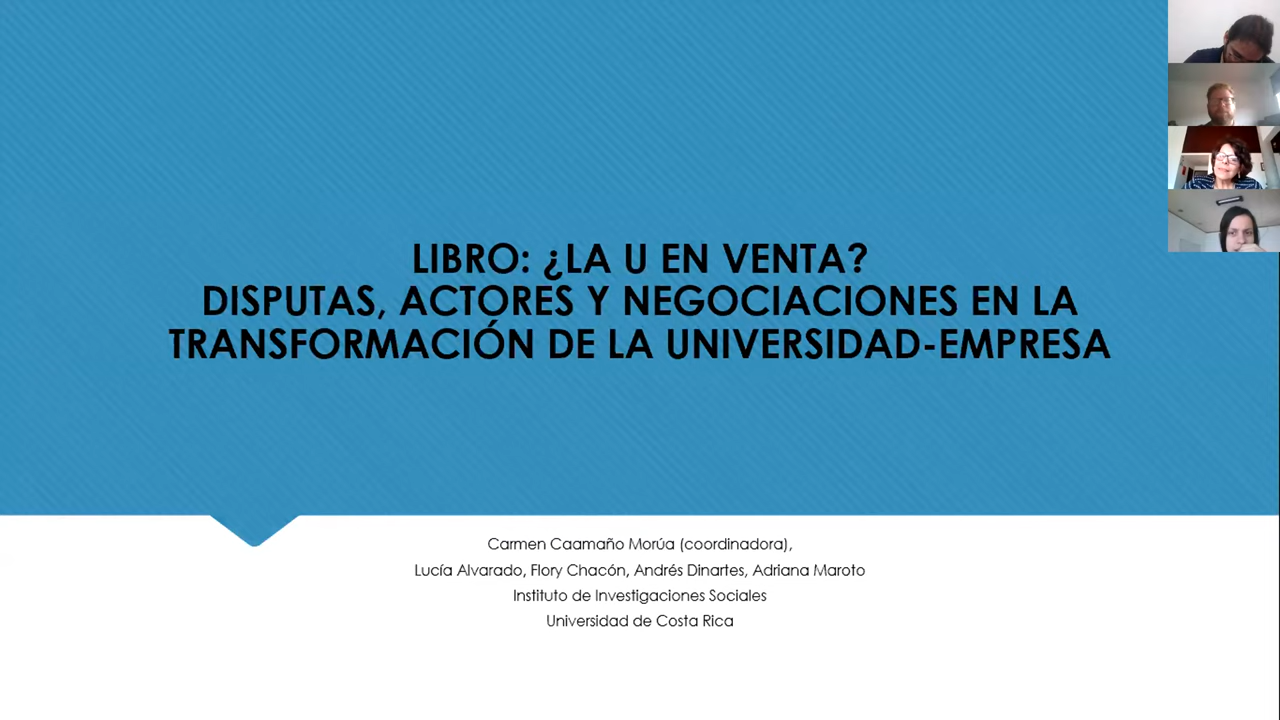 LIBRO: ¿LA U EN VENTA?
DISPUTAS, ACTORES Y NEGOCIACIONES EN LA
TRANSFORMACIÓN DE LA UNIVERSIDAD-EMPRESA
Carmen Caamaño Morúa (coordinadora),
Lucía Alvarado, Flory Chacón, Andrés Dinartes, Adriana Maroto
Instituto de Investigaciones Sociales
Universidad de Costa Rica